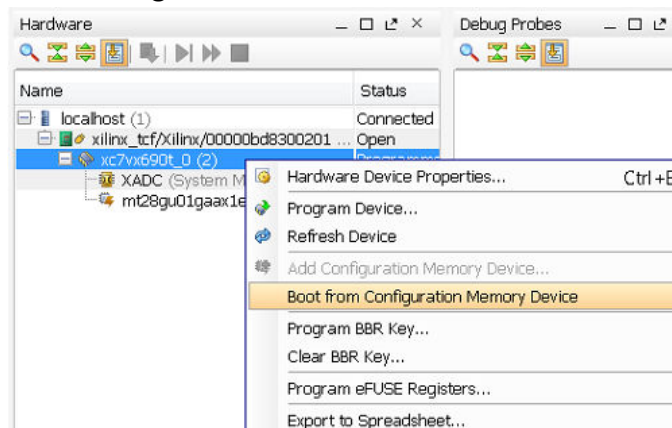 Hardware
Debug Probes
Name
Status
localhost (1)
Connected
xilinx_tcf/Xilinx/00000bd8300201 ...
Open
xc7vx690t_0 (2)
XADC (System M
mt28gu01gaax1e
Hardware Device Properties...
Ctrl+E
Program Device...
Refresh Device
Add Configuration Memory Device...
Boot from Configuration Memory Device
Program BBR Key...
Clear BBR Key...
Program eFUSE Registers...
Export to Spreadsheet...